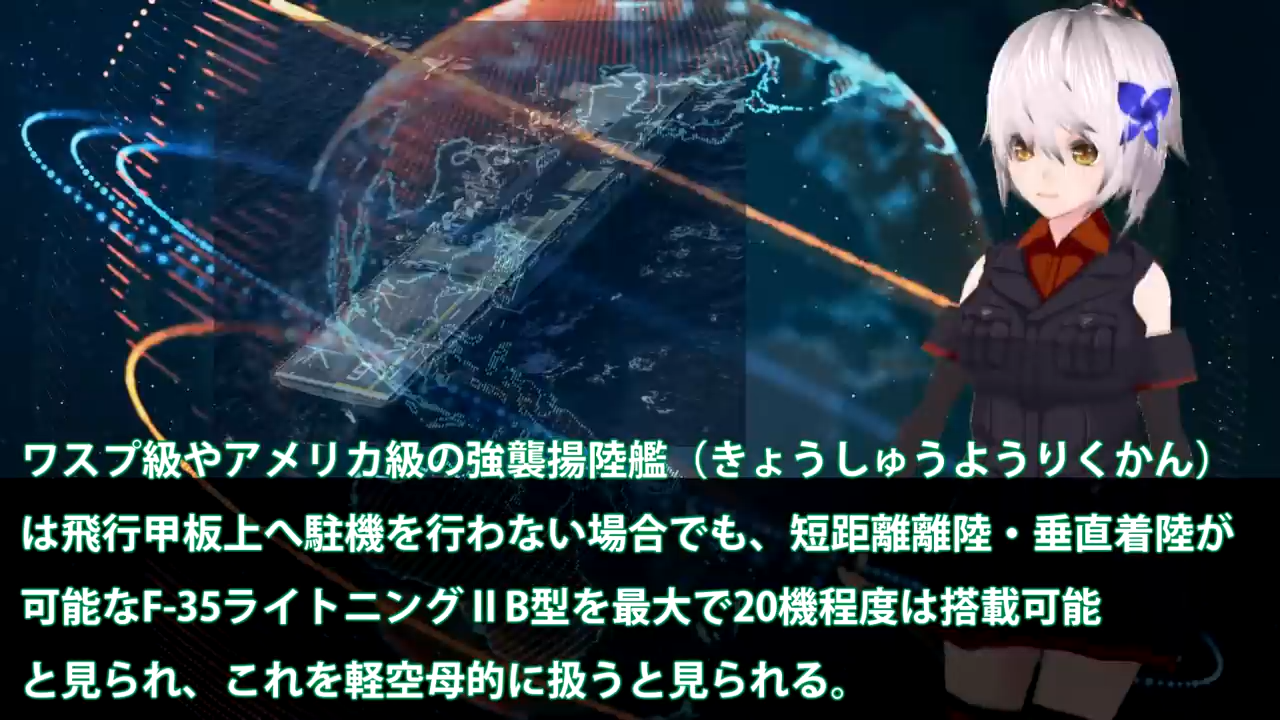 ワスプ級やアメリカ級の強襲揚陸艦（きょうしゅうようりくかん）
は飛行甲板上へ駐機を行わない場合でも、短距離離陸・垂直着陸が
可能なF-35ライトニングⅡB型を最大で20機程度は搭載可能
と見られ、これを軽空母的に扱うと見られる。